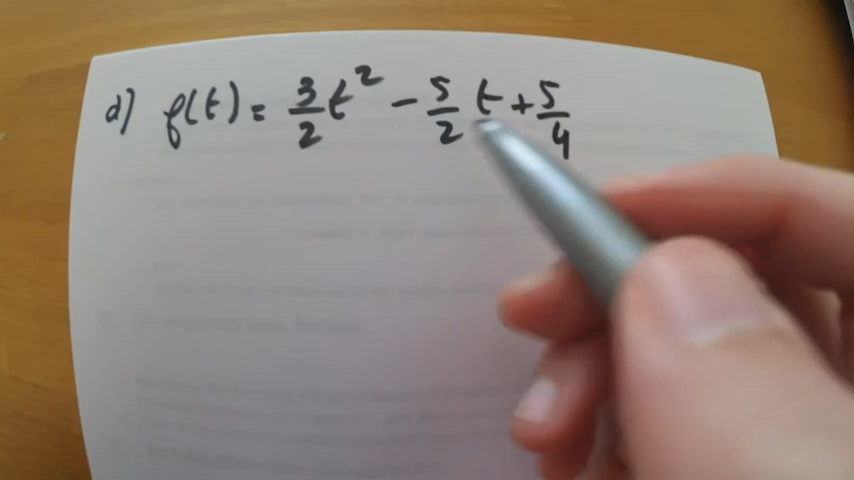 d) f(t) = 3/2 t² - 5/2 t + 5/4